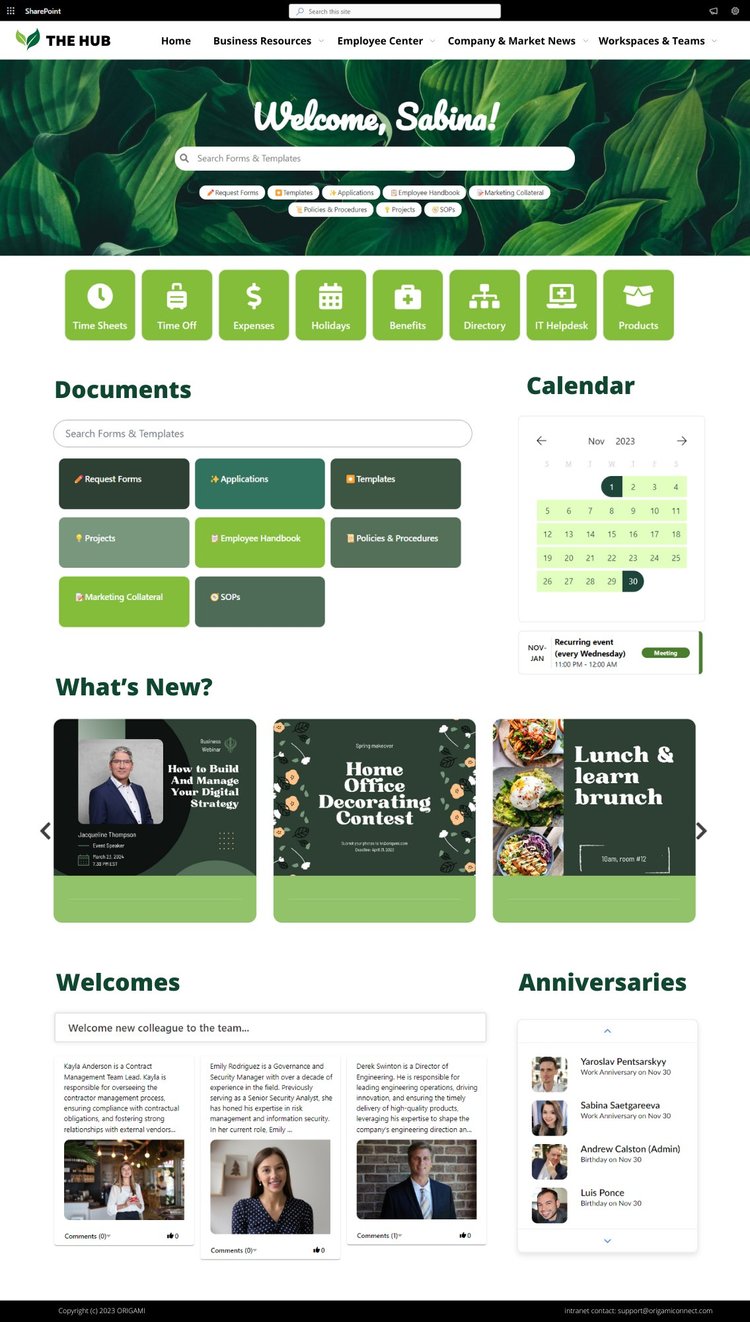 SharePoint
Search this site
THE HUB
Home
Business Resources
Employee Center
Company & Market News
Workspaces & Teams
Welcome, Sabina!
Search Forms & Templates
Request Forms
Templates
Applications
Employee Handbook
Marketing Collateral
Policies & Procedures
Projects
SOPs
Time Sheets
Time Off
Expenses
Holidays
Benefits
Directory
IT Helpdesk
Products
Documents
Search Forms & Templates
Request Forms
Applications
Templates
Projects
Employee Handbook
Policies & Procedures
Marketing Collateral
SOPs
Calendar
Nov 2023
S M T W T F S
1 2 3 4
5 6 7 8 9 10 11
12 13 14 15 16 17 18
19 20 21 22 23 24 25
26 27 28 29 30
NOV-
JAN
Recurring event
(every Wednesday)
11:00 PM - 12:00 AM
Meeting
What's New?
Business
Webinar
How to Build
And Manage
Your Digital
Strategy
Jacqueline Thompson
Event Speaker
March 23, 2024
7.30 PM EST
Spring makeover
Home
Office
Decorating
Contest
Deadline: April 31, 2023
Lunch &
learn
brunch
10am, room #12
Welcomes
Welcome new colleague to the team...
Kayla Anderson is a Contract
Management Team Lead. Kayla is
responsible for overseeing the
contractor management process,
ensuring compliance with contractual
obligations, and fostering strong
relationships with external vendors...
Comments (0)
0
Emily Rodriguez is a Governance and
Security Manager with over a decade of
experience in the field. Previously
serving as a Senior Security Analyst, she
has honed his expertise in risk
management and information security.
In her current role, Emily ...
Comments (0)
0
Derek Swinton is a Director of
Engineering. He is responsible for
leading engineering operations, driving
innovation, and ensuring the timely
delivery of high-quality products,
leveraging his expertise to shape the
company's engineering direction an...
Comments (1)
0
Anniversaries
Yaroslav Pentsarskyy
Work Anniversary on Nov 30
Sabina Saetgareeva
Work Anniversary on Nov 30
Andrew Calston (Admin)
Birthday on Nov 30
Luis Ponce
Birthday on Nov 30
Copyright (c) 2023 ORIGAMI
intranet contact: support@origamiconnect.com